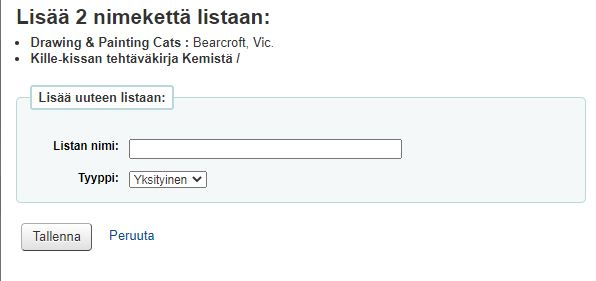 Lisää 2 nimekettä listaan:
Drawing & Painting Cats : Bearcroft, Vic.
Kille-kissan tehtäväkirja Kemistä /
Lisää uuteen listaan:
Listan nimi:
Tyyppi: Yksityinen
Tallenna Peruuta